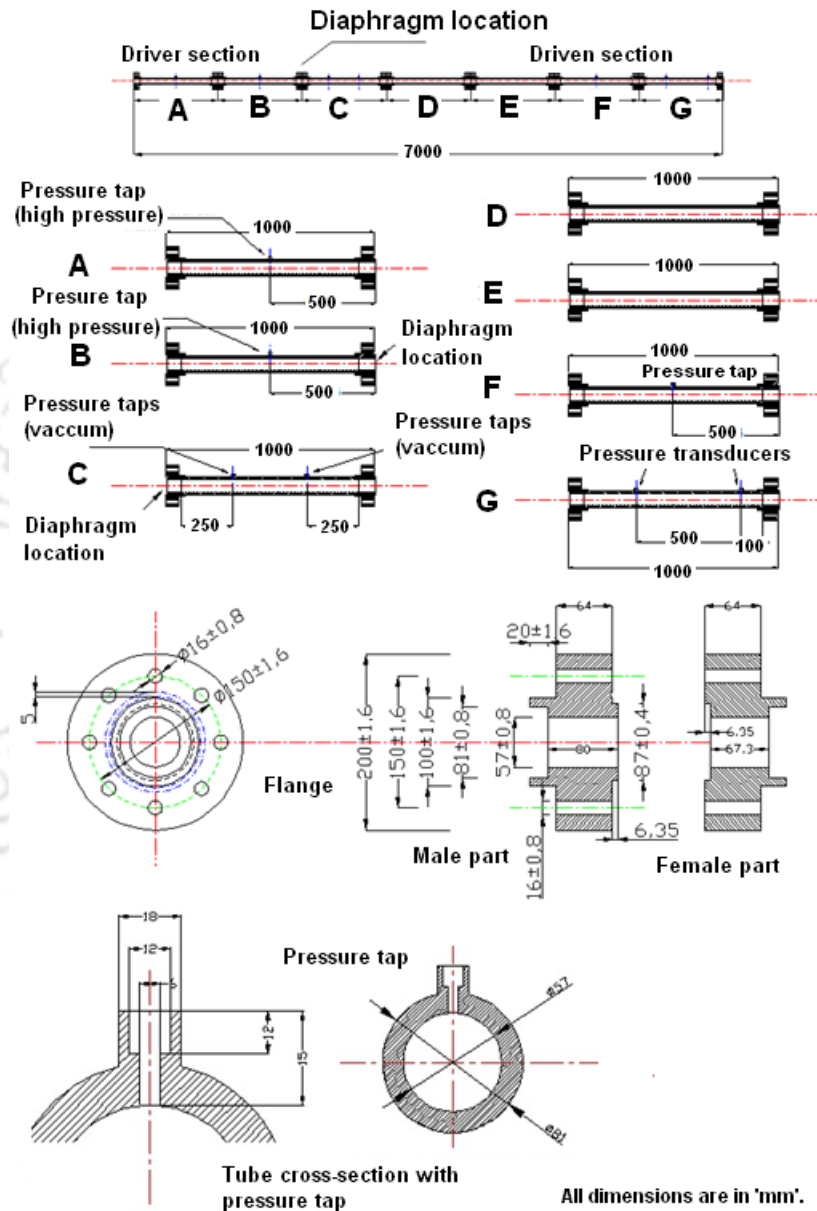 Diaphragm location
Driver section
Driven section
A B C D E F G
7000
Pressure tap
(high pressure)
1000
A
500
Presure tap
(high pressure)
1000
B
Diaphragm
location
500
Pressure taps
(vaccum)
Pressure taps
(vaccum)
1000
C
250
250
Diaphragm
location
1000
D
1000
E
1000
Pressure tap
F
500
Pressure transducers
G
500
100
1000
Ø16±0,8
Ø150±1,6
5
Flange
200±1,6
150±1,6
100±1,6
81±0,8
57±0,8
64
20±1,6
80
87±0,4
16±0,8
6,35
Male part
64
6.35
67.3
Female part
18
12
12
15
Pressure tap
ø57
ø81
Tube cross-section with
pressure tap
All dimensions are in 'mm'.